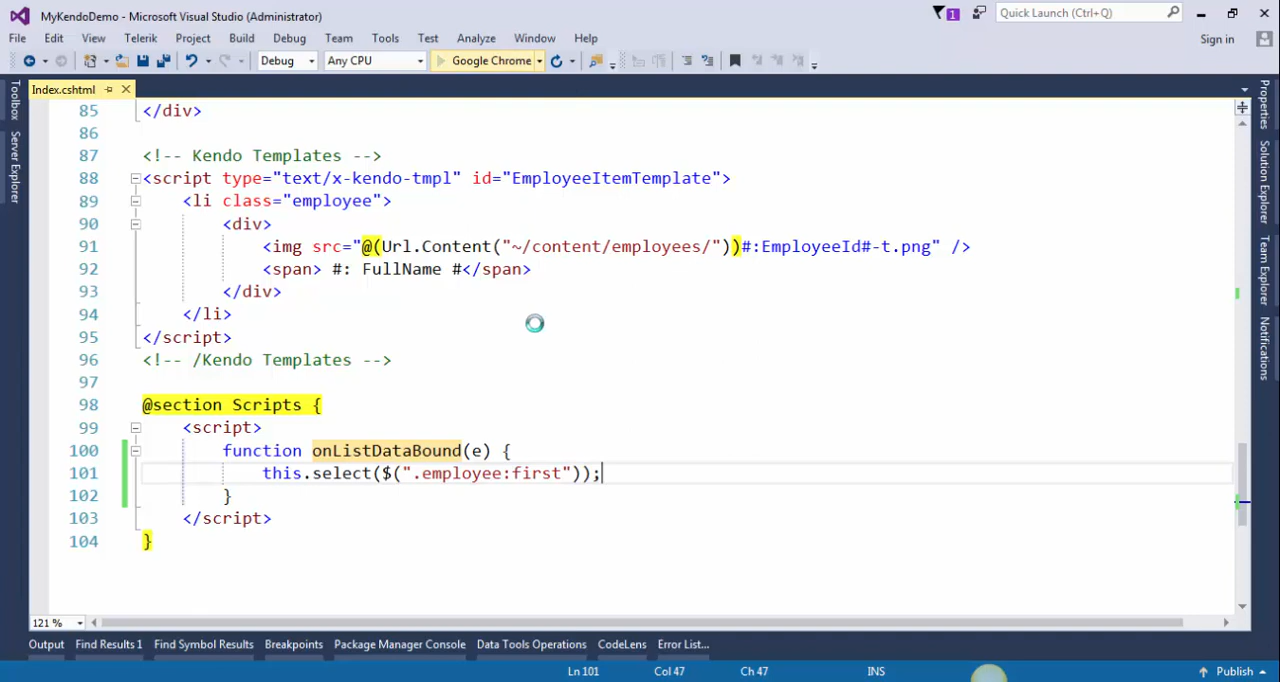 MyKendoDemo - Microsoft Visual Studio (Administrator)
1
Quick Launch (Ctrl+Q)
File Edit View Telerik Project Build Debug Team Tools Test Analyze Window Help
Sign in
Debug Any CPU Google Chrome
Index.cshtml
Toolbox
Server Explorer
85 </div>
86
87 <!-- Kendo Templates -->
88 <script type="text/x-kendo-tmpl" id="EmployeeItemTemplate">
89 <li class="employee">
90 <div>
91 <img src="@(Url.Content("~/content/employees/"))#:EmployeeId#-t.png" />
92 <span> #: FullName #</span>
93 </div>
94 </li>
95 </script>
96 <!-- /Kendo Templates -->
97
98 @section Scripts {
99 <script>
100 function onListDataBound(e) {
101 this.select($(".employee:first"));
102 }
103 </script>
104 }
Properties
Solution Explorer
Team Explorer
Notifications
121 %
Output Find Results 1 Find Symbol Results Breakpoints Package Manager Console Data Tools Operations CodeLens Error List...
Ln 101 Col 47 Ch 47 INS Publish